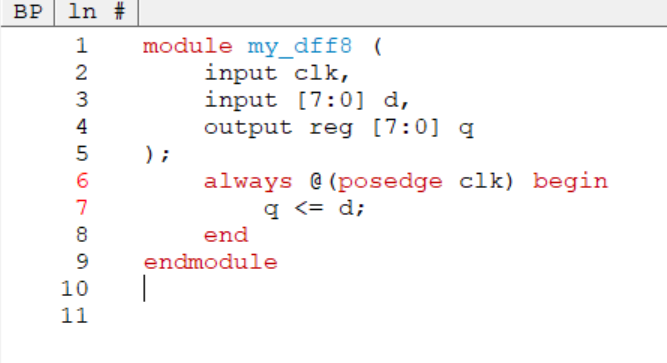 BP ln #
1 module my_dff8 (
2 input clk,
3 input [7:0] d,
4 output reg [7:0] q
5 );
6 always @(posedge clk) begin
7 q <= d;
8 end
9 endmodule
10
11